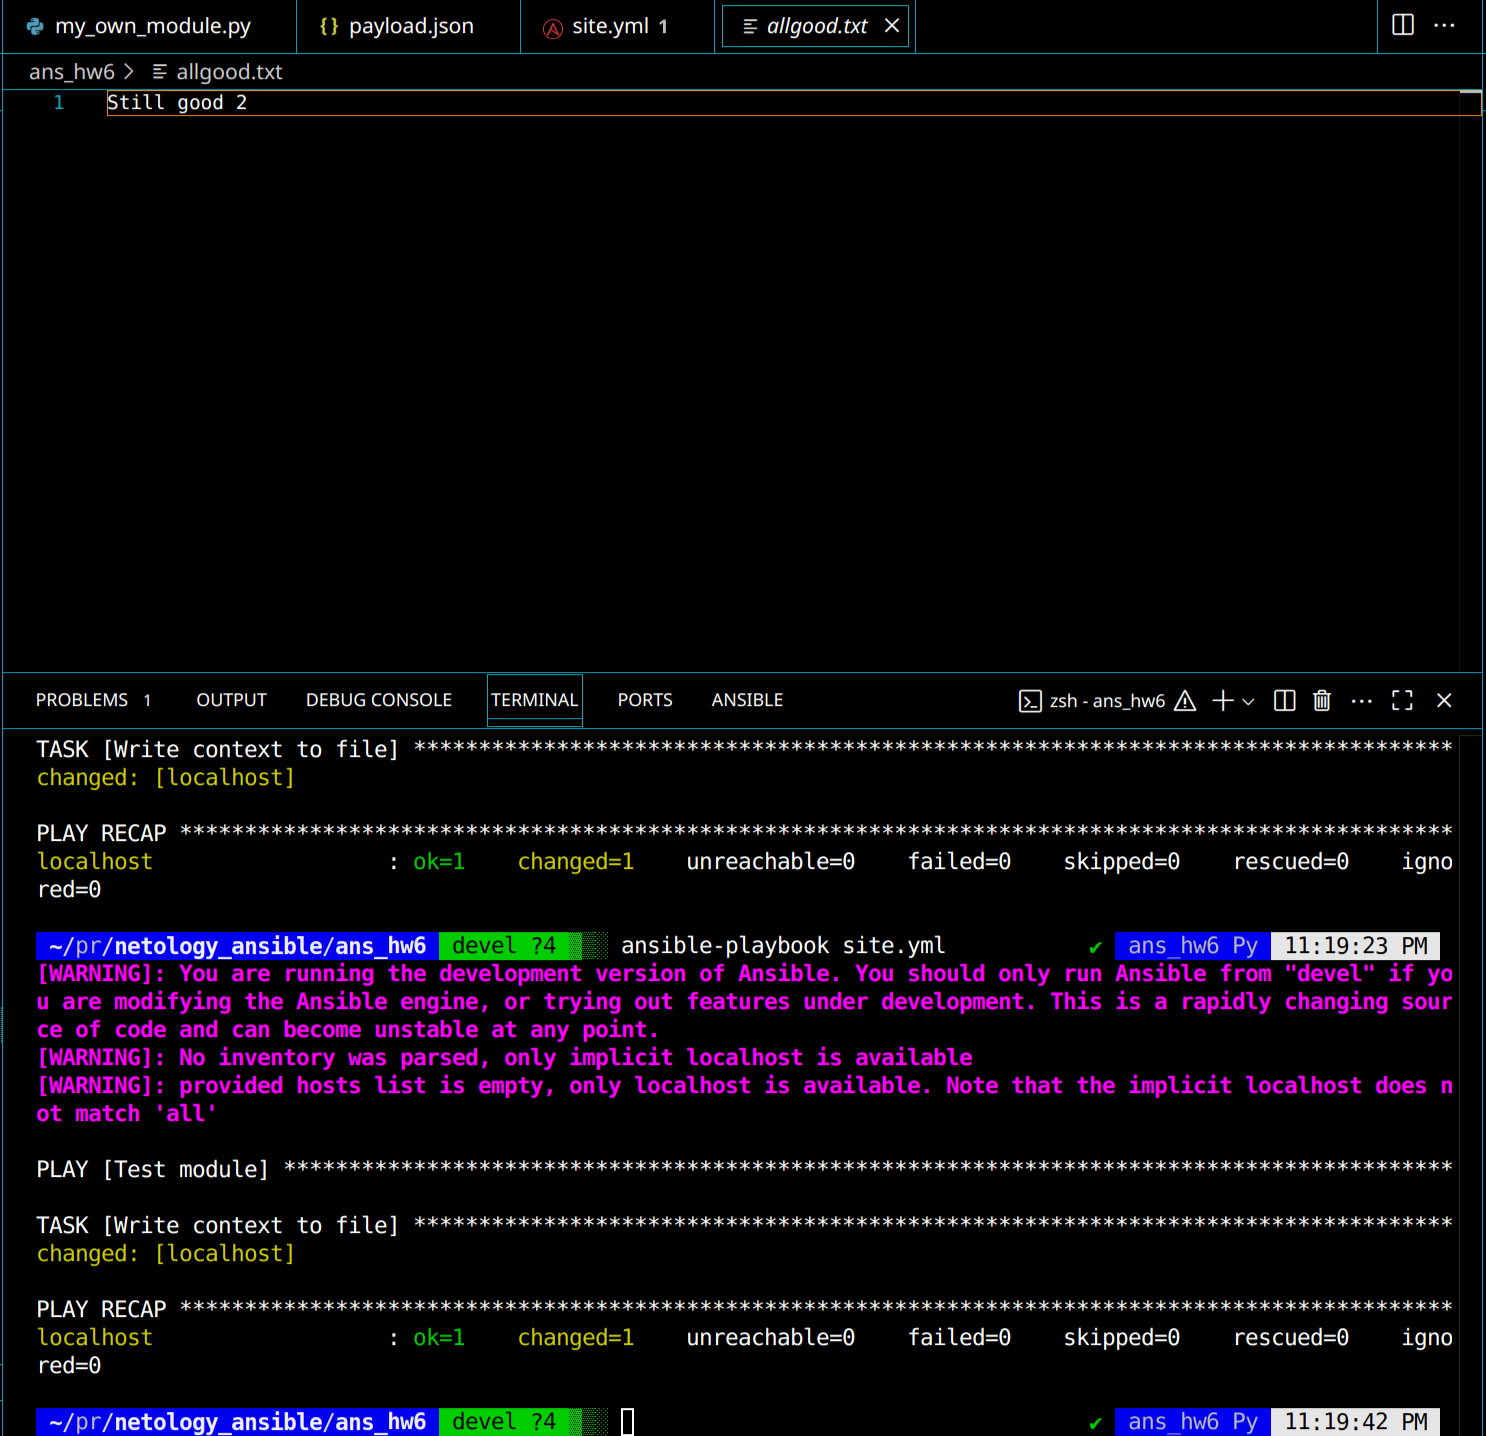 my_own_module.py {} payload.json site.yml 1 allgood.txt
ans_hw6 > allgood.txt
1 Still good 2
PROBLEMS 1 OUTPUT DEBUG CONSOLE TERMINAL PORTS ANSIBLE zsh - ans_hw6
TASK [Write context to file] ********************************************************************************
changed: [localhost]
PLAY RECAP **************************************************************************************************
localhost : ok=1 changed=1 unreachable=0 failed=0 skipped=0 rescued=0 igno
red=0
~/pr/netology_ansible/ans_hw6 devel ?4 ansible-playbook site.yml ✔ ans_hw6 Py 11:19:23 PM
[WARNING]: You are running the development version of Ansible. You should only run Ansible from "devel" if yo
u are modifying the Ansible engine, or trying out features under development. This is a rapidly changing sour
ce of code and can become unstable at any point.
[WARNING]: No inventory was parsed, only implicit localhost is available
[WARNING]: provided hosts list is empty, only localhost is available. Note that the implicit localhost does n
ot match 'all'
PLAY [Test module] ******************************************************************************************
TASK [Write context to file] ********************************************************************************
changed: [localhost]
PLAY RECAP **************************************************************************************************
localhost : ok=1 changed=1 unreachable=0 failed=0 skipped=0 rescued=0 igno
red=0
~/pr/netology_ansible/ans_hw6 devel ?4 ✔ ans_hw6 Py 11:19:42 PM